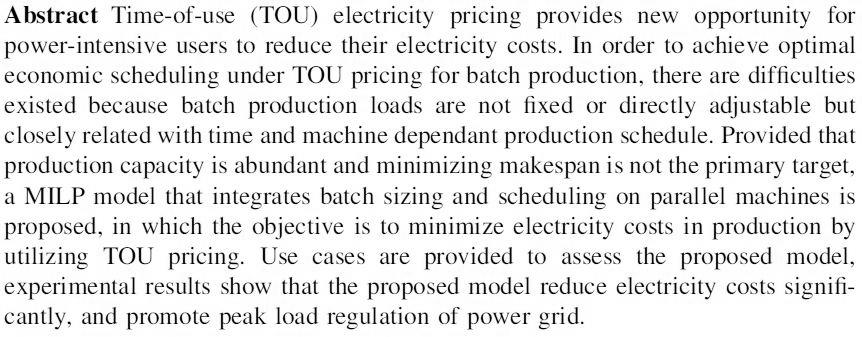 Abstract Time-of-use (TOU) electricity pricing provides new opportunity for
power-intensive users to reduce their electricity costs. In order to achieve optimal
economic scheduling under TOU pricing for batch production, there are difficulties
existed because batch production loads are not fixed or directly adjustable but
closely related with time and machine dependant production schedule. Provided that
production capacity is abundant and minimizing makespan is not the primary target,
a MILP model that integrates batch sizing and scheduling on parallel machines is
proposed, in which the objective is to minimize electricity costs in production by
utilizing TOU pricing. Use cases are provided to assess the proposed model,
experimental results show that the proposed model reduce electricity costs signifi-
cantly, and promote peak load regulation of power grid.